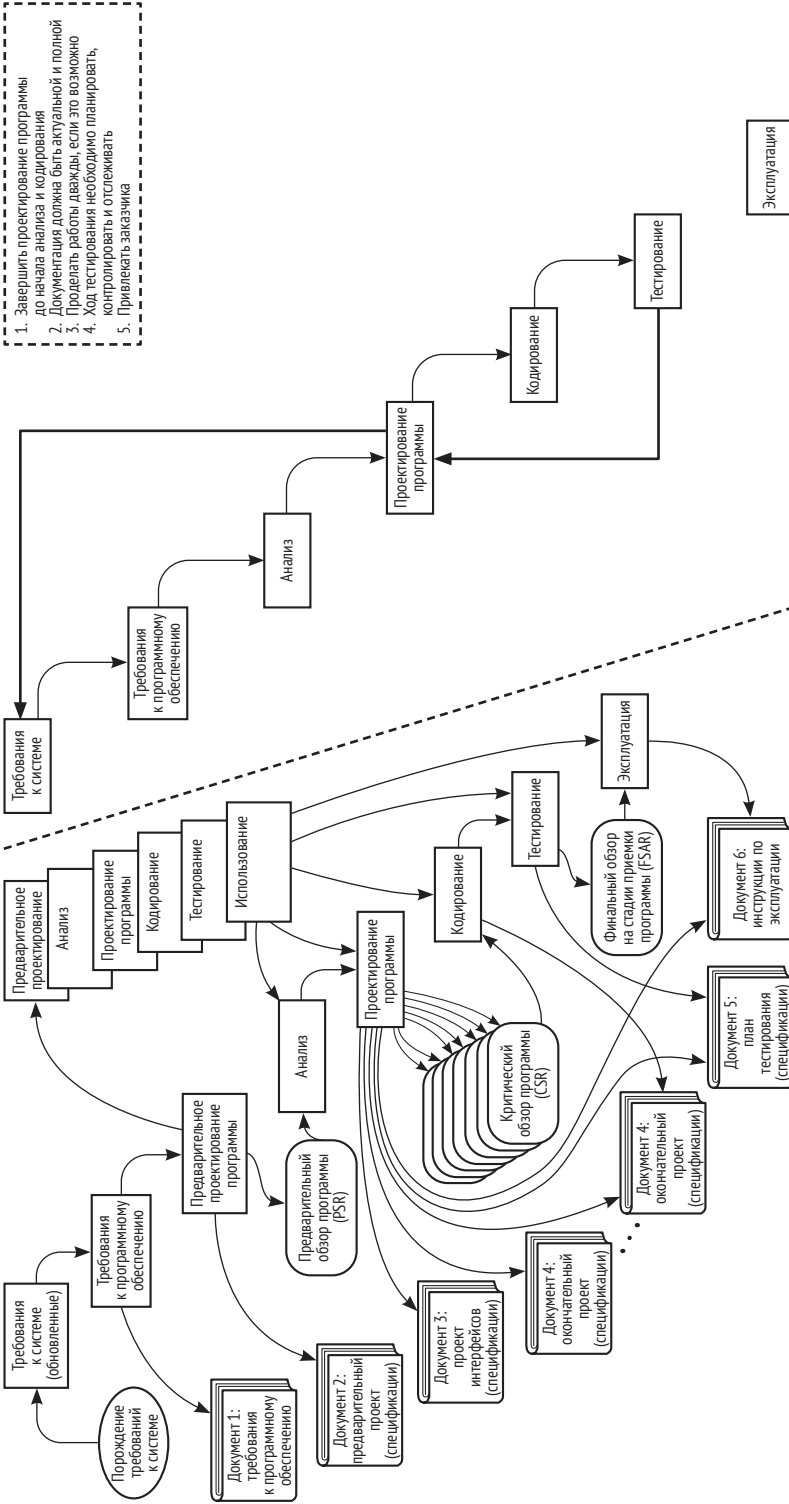 1. Завершить проектирование программы
до начала анализа и кодирования
2. Документация должна быть актуальной и полной
3. Проделать работы дважды, если это возможно
4. Ход тестирования необходимо планировать,
контролировать и отслеживать
5. Привлекать заказчика
Требования
к системе
Требования
к программному
обеспечению
Анализ
Проектирование
программы
Кодирование
Тестирование
Эксплуатация
Порождение
требований
к системе
Требования
к системе
(обновленные)
Требования
к программному
обеспечению
Предварительное
проектирование
программы
Предварительное
проектирование
Анализ
Проектирование
программы
Кодирование
Тестирование
Использование
Предварительный
обзор программы
(PSR)
Анализ
Проектирование
программы
Критический
обзор программы
(CSR)
Кодирование
Тестирование
Финальный обзор
на стадии приемки
программы (FSAR)
Эксплуатация
Документ 1:
требования
к программному
обеспечению
Документ 2:
предварительный
проект
(спецификации)
Документ 3:
проект
интерфейсов
(спецификации)
Документ 4:
окончательный
проект
(спецификации)
Документ 4:
окончательный
проект
(спецификации)
Документ 5:
план
тестирования
(спецификации)
Документ 6:
инструкции по
эксплуатации